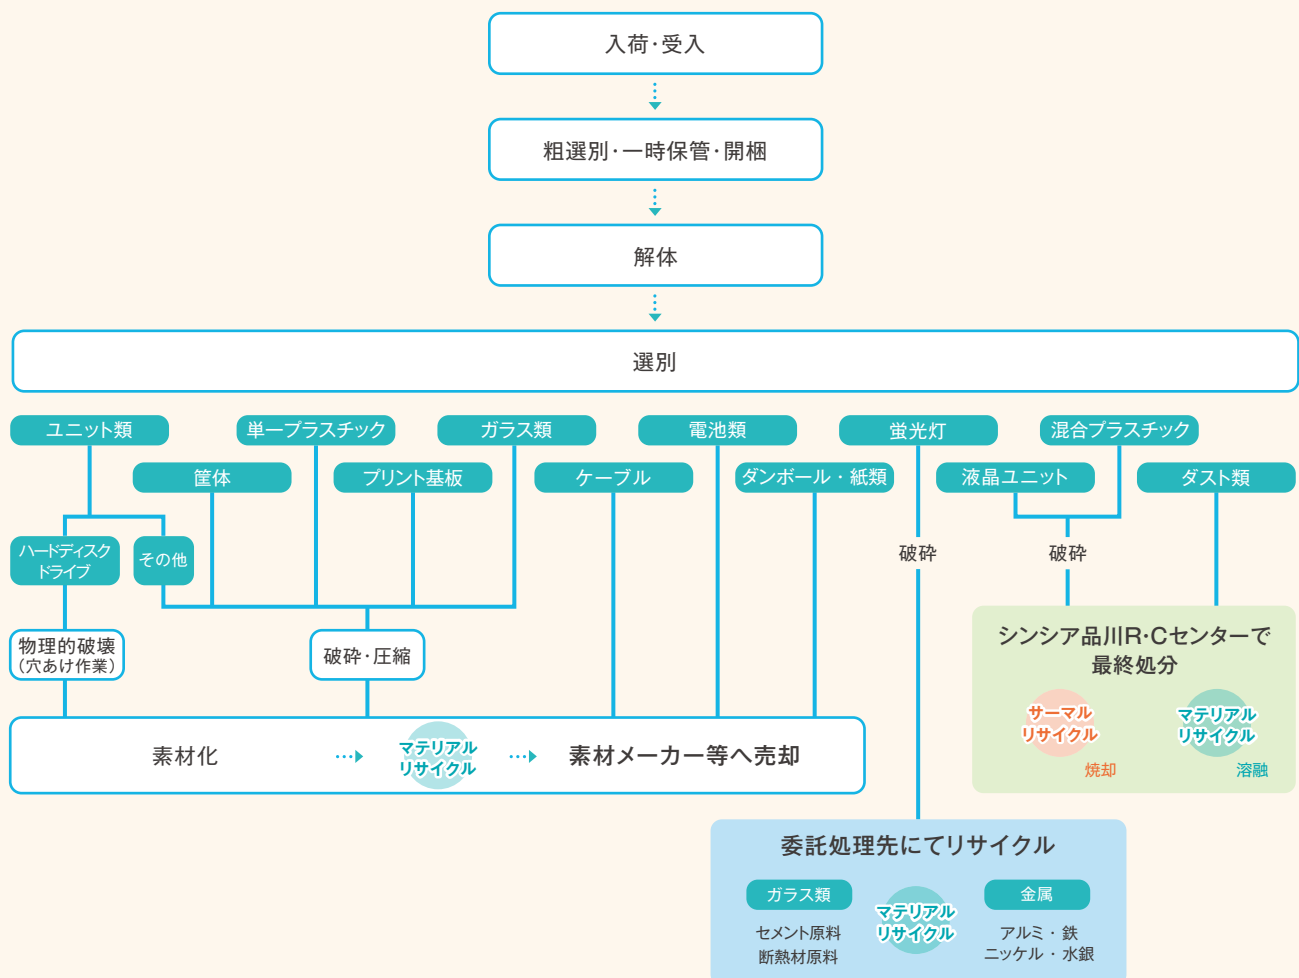 入荷・受入
粗選別・一時保管・開梱
解体
選別
ユニット類
単一プラスチック
ガラス類
電池類
蛍光灯
混合プラスチック
筐体
プリント基板
ケーブル
ダンボール・紙類
液晶ユニット
ダスト類
ハードディスク
ドライブ
その他
破砕
破砕
物理的破壊
（穴あけ作業）
破砕・圧縮
シンシア品川R・Cセンターで
最終処分
サーマル
リサイクル
焼却
マテリアル
リサイクル
溶融
素材化
マテリアル
リサイクル
素材メーカー等へ売却
委託処理先にてリサイクル
ガラス類
セメント原料
断熱材原料
マテリアル
リサイクル
金属
アルミ・鉄
ニッケル・水銀